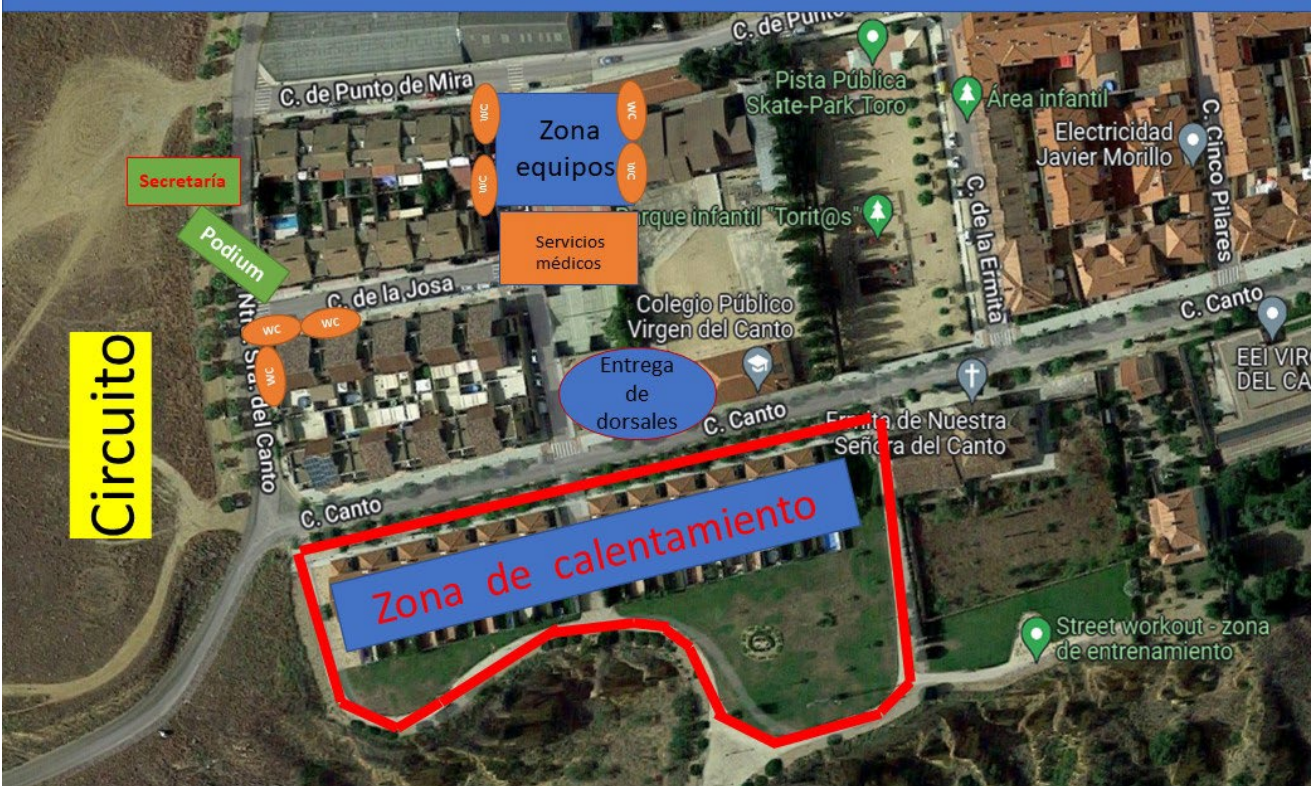 C. de Punto de Mira
C. de Punto
Pista Pública
Skate-Park Toro
Área infantil
Electricidad
Javier Morillo
C. Cinco Pilares
WC
WC
Zona
equipos
WC
WC
Secretaría
Podium
Parque infantil "Torit@s"
C. de la Ermita
Servicios
médicos
C. de la Josa
WC
WC
WC
Ntra. Sra. del Canto
Circuito
Colegio Público
Virgen del Canto
C. Canto
EEI VIR
DEL CA
Entrega
de
dorsales
C. Canto
Ermita de Nuestra
Señora del Canto
C. Canto
Zona de calentamiento
Street workout - zona
de entrenamiento